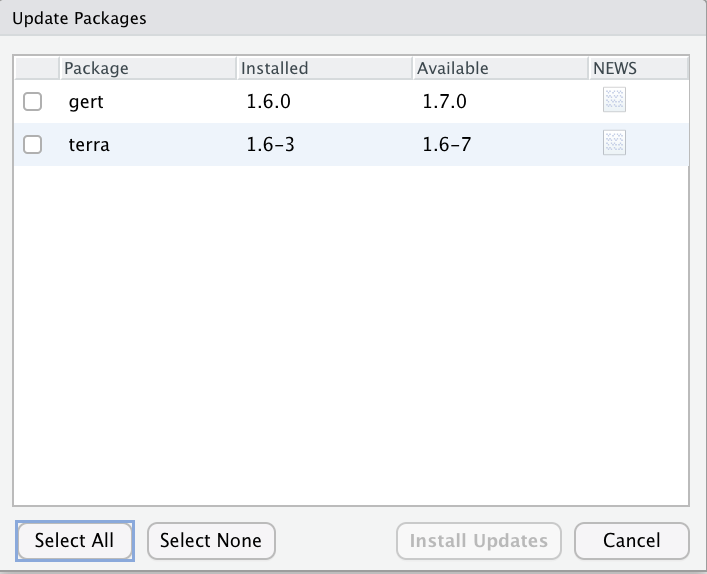 Update Packages
Package Installed Available NEWS
gert 1.6.0 1.7.0
terra 1.6-3 1.6-7
Select All Select None Install Updates Cancel